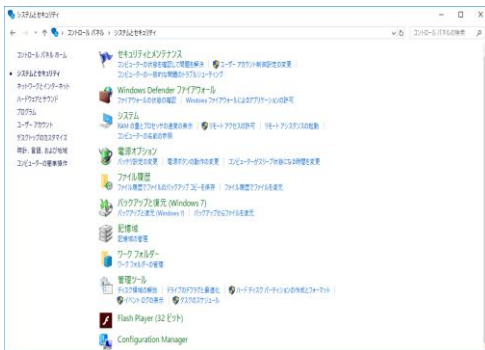 システムとセキュリティ
コントロール パネル › システムとセキュリティ
コントロール パネルの検索
コントロール パネル ホーム
システムとセキュリティ
ネットワークとインターネット
ハードウェアとサウンド
プログラム
ユーザー アカウント
デスクトップのカスタマイズ
時計、言語、および地域
コンピューターの簡単操作
セキュリティとメンテナンス
コンピューターの状態を確認して問題を解決 | ユーザー アカウント制御設定の変更 |
コンピューターの一般的な問題のトラブルシューティング
Windows Defender ファイアウォール
ファイアウォールの状態の確認 | Windows ファイアウォールによるアプリケーションの許可
システム
RAM の量とプロセッサの速度の表示 | リモート アクセスの許可 | リモート アシスタンスの起動 |
コンピューターの名前の参照
電源オプション
バッテリ設定の変更 | 電源ボタンの動作の変更 | コンピューターがスリープ状態になる時間を変更
ファイル履歴
ファイル履歴でファイルのバックアップ コピーを保存 | ファイル履歴でファイルを復元
バックアップと復元 (Windows 7)
バックアップと復元 (Windows 7) | バックアップからファイルを復元
記憶域
記憶域の管理
ワーク フォルダー
ワーク フォルダーの管理
管理ツール
ディスク領域の解放 | ドライブのデフラグと最適化 | ハード ディスク パーティションの作成とフォーマット |
イベント ログの表示 | タスクのスケジュール
Flash Player (32 ビット)
Configuration Manager